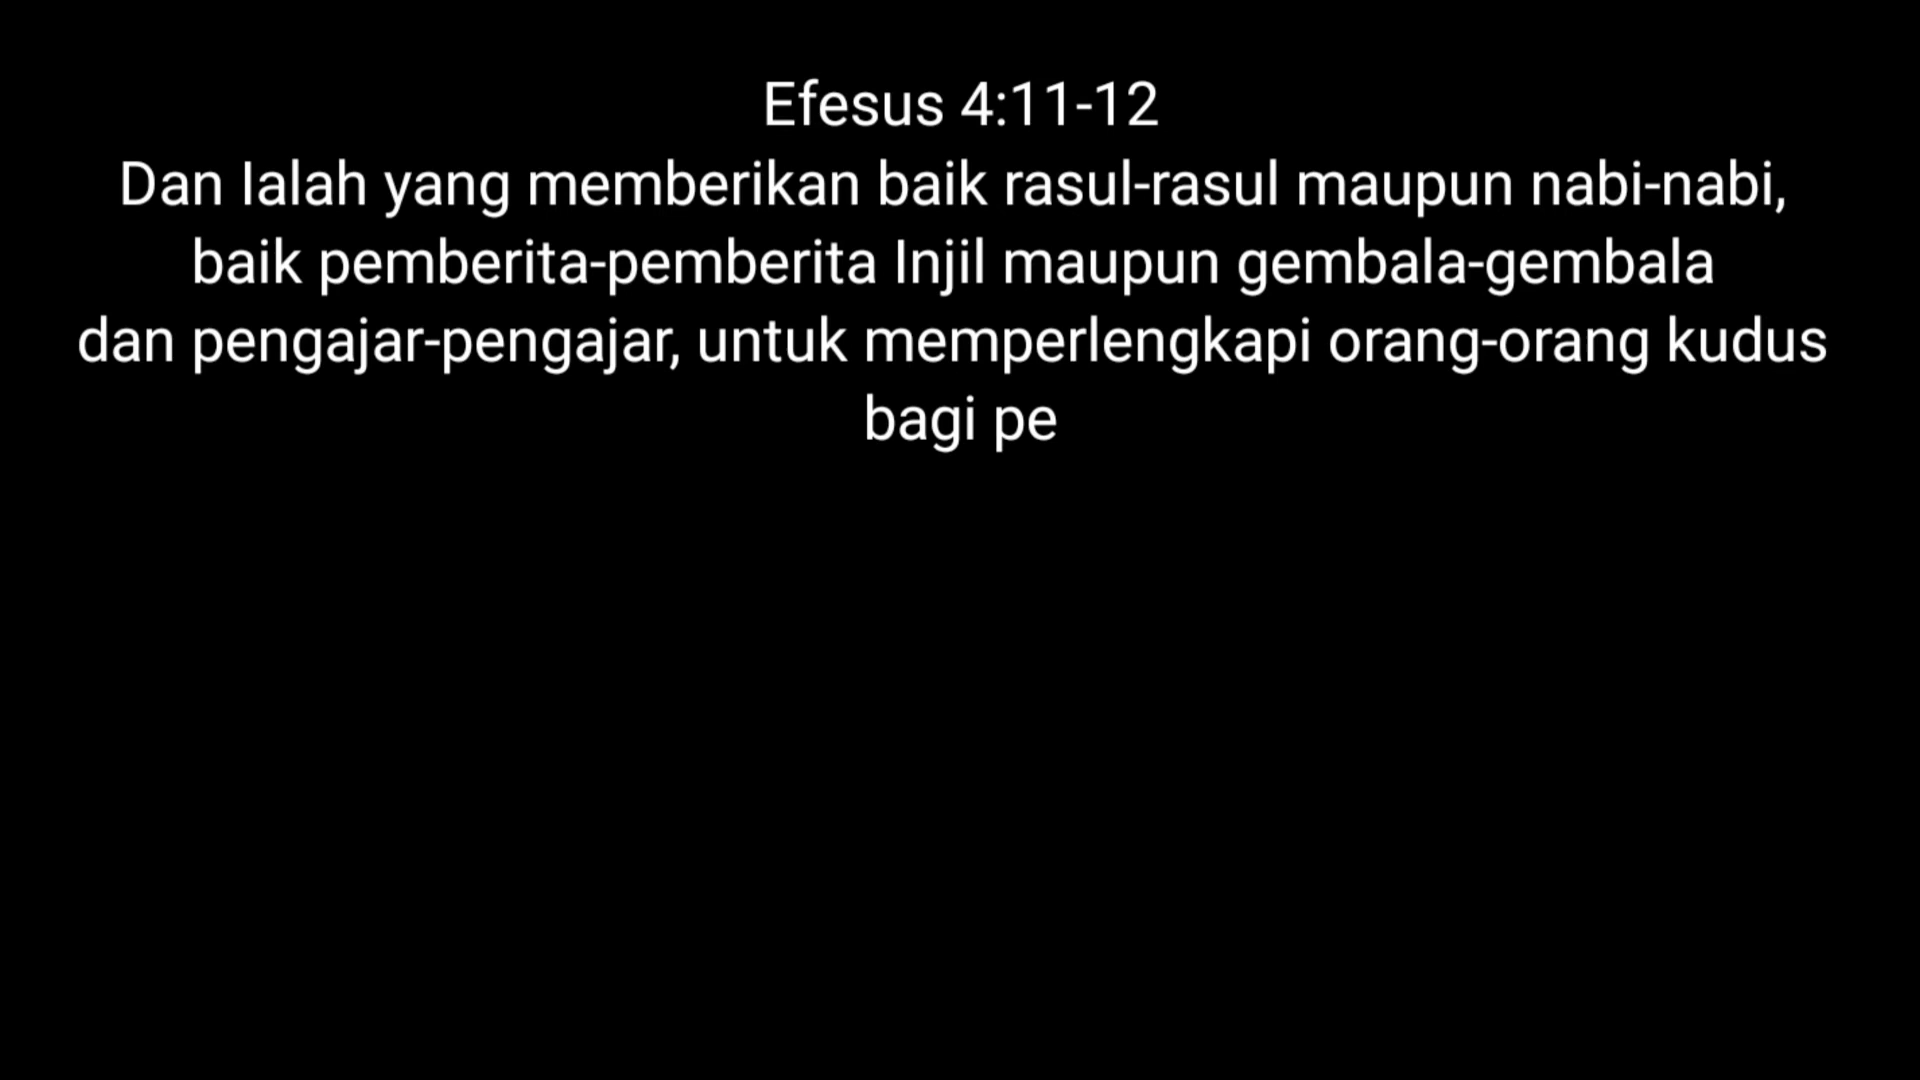 Efesus 4:11-12
Dan Ialah yang memberikan baik rasul-rasul maupun nabi-nabi,
baik pemberita-pemberita Injil maupun gembala-gembala
dan pengajar-pengajar, untuk memperlengkapi orang-orang kudus
bagi pe